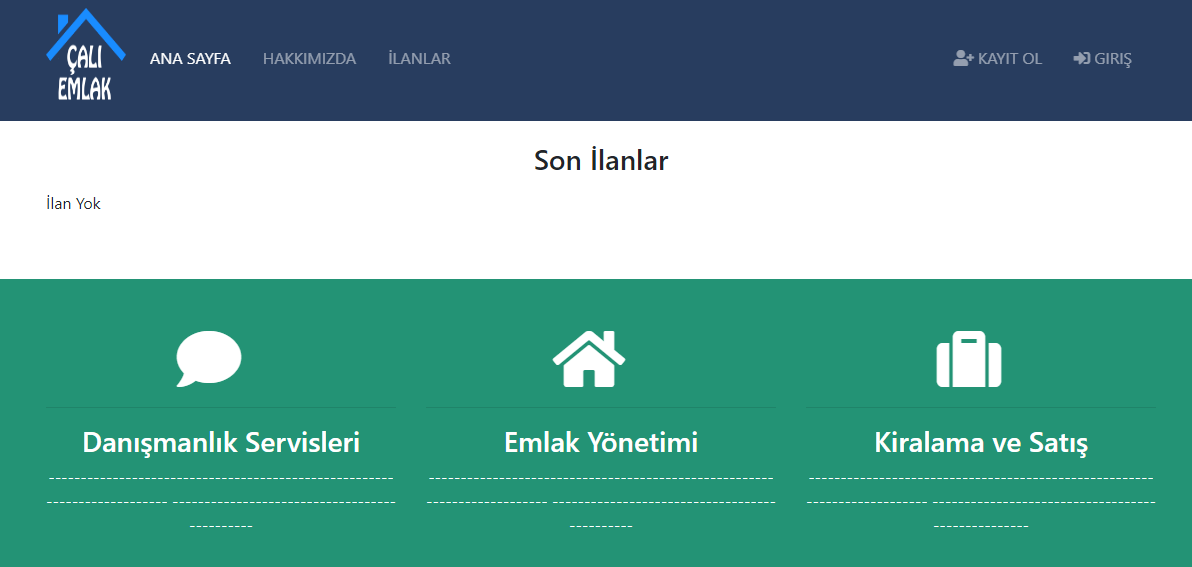 ÇALI
EMLAK
ANA SAYFA HAKKIMIZDA İLANLAR KAYIT OL GIRIŞ
Son İlanlar
İlan Yok
Danışmanlık Servisleri Emlak Yönetimi Kiralama ve Satış